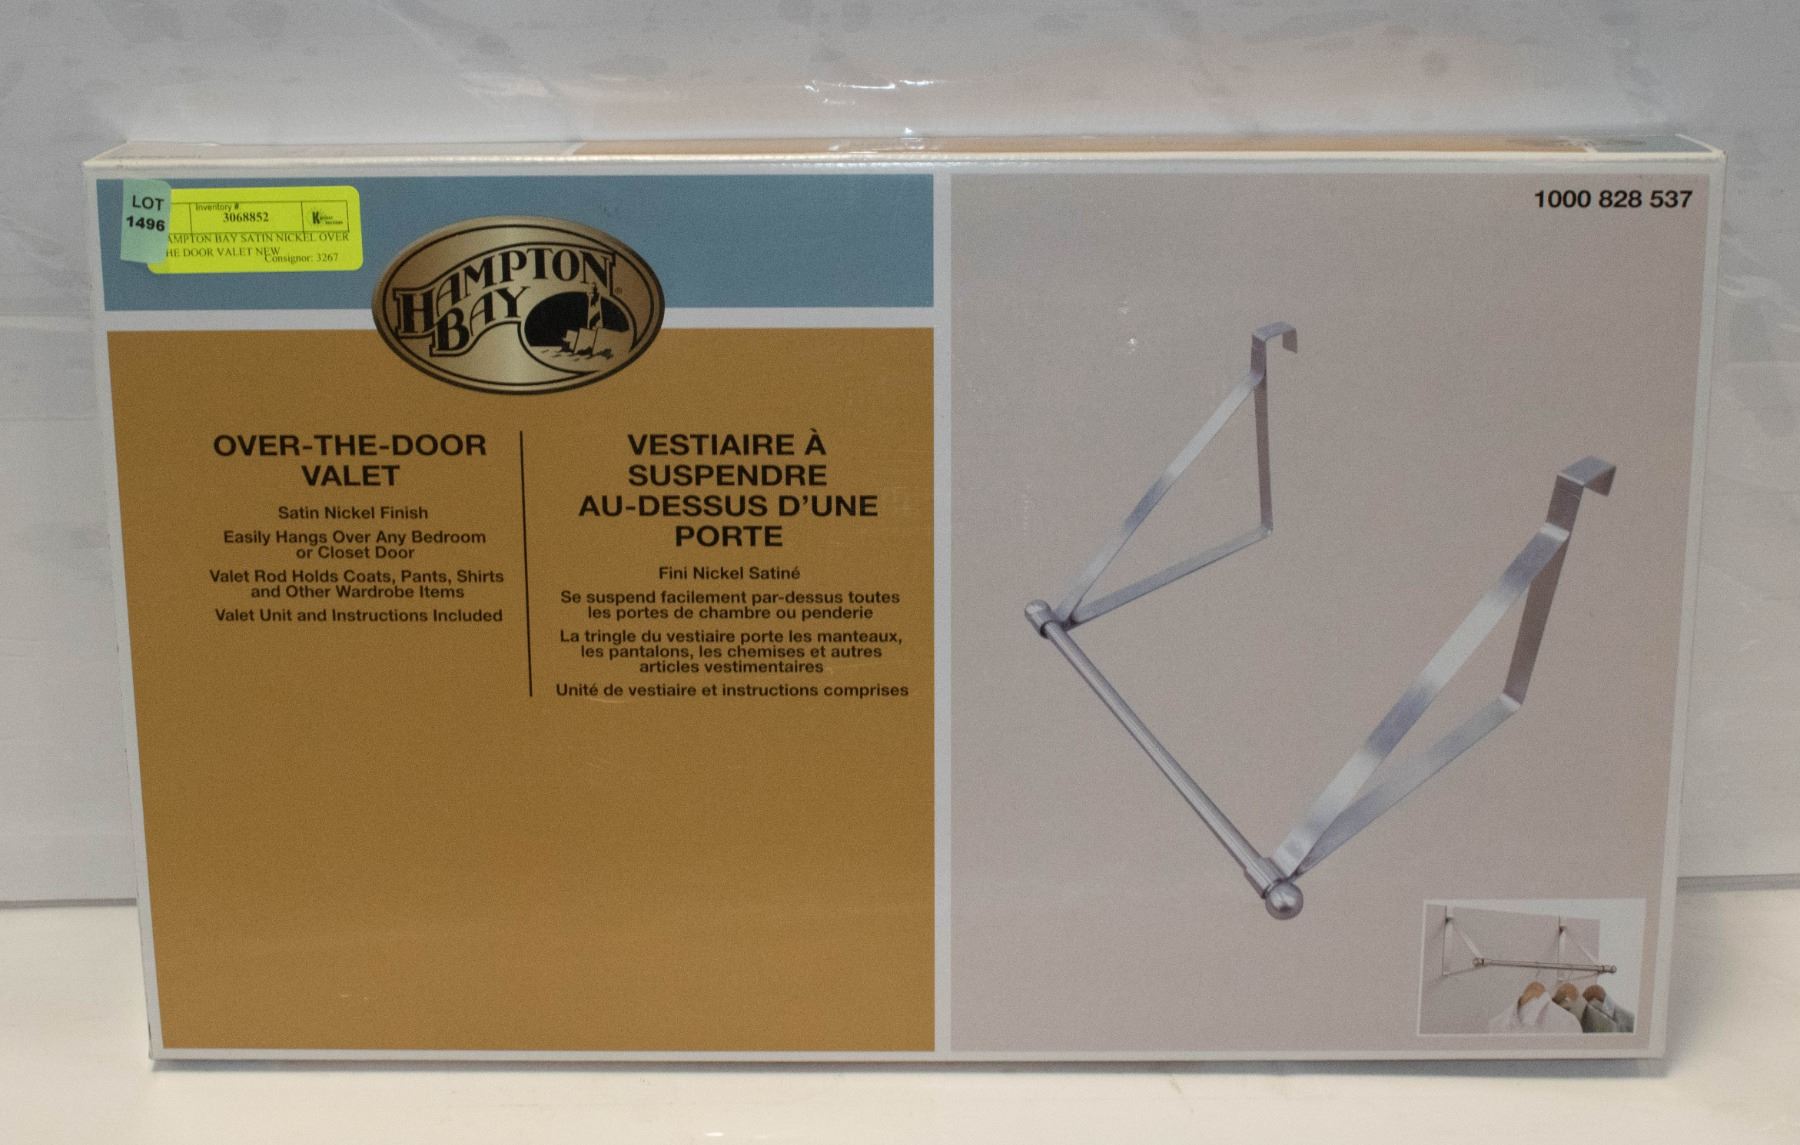 LOT
1496
Inventory #:
3068852
AMPTON BAY SATIN NICKEL OVER
HE DOOR VALET NEW
Consignor: 3267
HAMPTON
BAY
®
1000 828 537
OVER-THE-DOOR
VALET
Satin Nickel Finish
Easily Hangs Over Any Bedroom
or Closet Door
Valet Rod Holds Coats, Pants, Shirts
and Other Wardrobe Items
Valet Unit and Instructions Included
VESTIAIRE À
SUSPENDRE
AU-DESSUS D'UNE
PORTE
Fini Nickel Satiné
Se suspend facilement par-dessus toutes
les portes de chambre ou penderie
La tringle du vestiaire porte les manteaux,
les pantalons, les chemises et autres
articles vestimentaires
Unité de vestiaire et instructions comprises